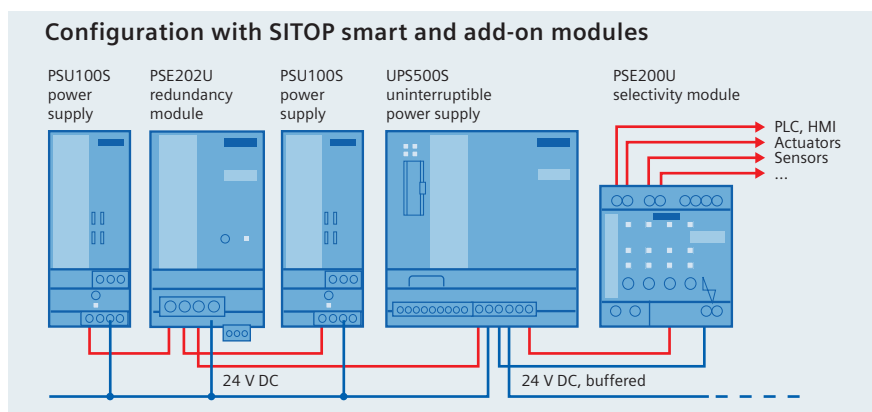 Configuration with SITOP smart and add-on modules
PSU100S
power
supply
PSE202U
redundancy
module
PSU100S
power
supply
UPS500S
uninterruptible
power supply
PSE200U
selectivity module
PLC, HMI
Actuators
Sensors
...
24 V DC
24 V DC, buffered